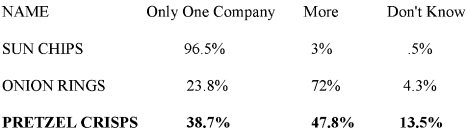 NAME Only One Company More Don't Know
SUN CHIPS 96.5% 3% .5%
ONION RINGS 23.8% 72% 4.3%
PRETZEL CRISPS 38.7% 47.8% 13.5%